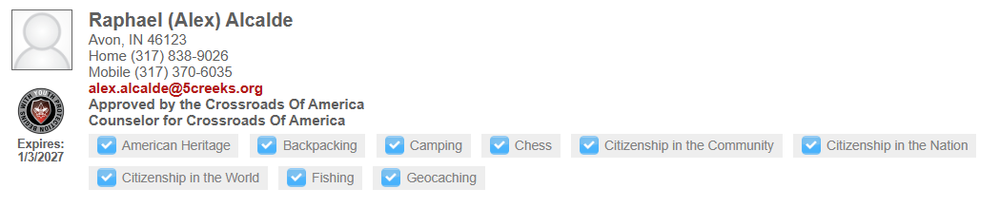 Raphael (Alex) Alcalde
Avon, IN 46123
Home (317) 838-9026
Mobile (317) 370-6035
alex.alcalde@5creeks.org
Approved by the Crossroads Of America
Counselor for Crossroads Of America
YOUTH PROTECTION BEGINS WITH
Expires:
1/3/2027
American Heritage Backpacking Camping Chess Citizenship in the Community Citizenship in the Nation
Citizenship in the World Fishing Geocaching